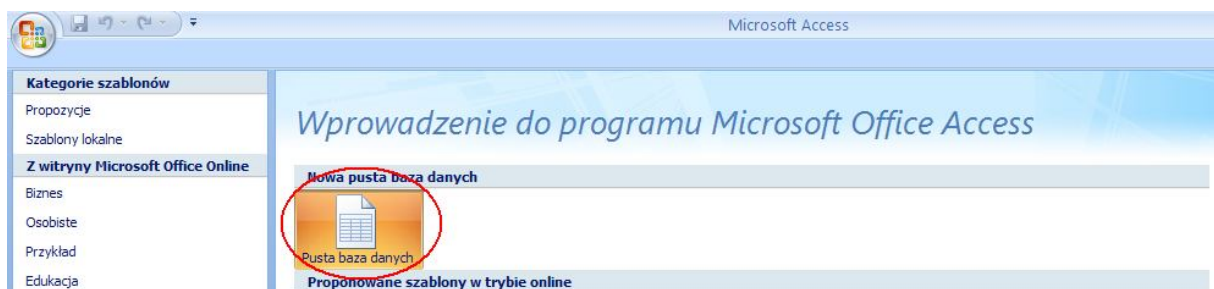 Microsoft Access
Kategorie szablonów
Propozycje
Szablony lokalne
Z witryny Microsoft Office Online
Biznes
Osobiste
Przykład
Edukacja
Wprowadzenie do programu Microsoft Office Access
Nowa pusta baza danych
Pusta baza danych
Proponowane szablony w trybie online